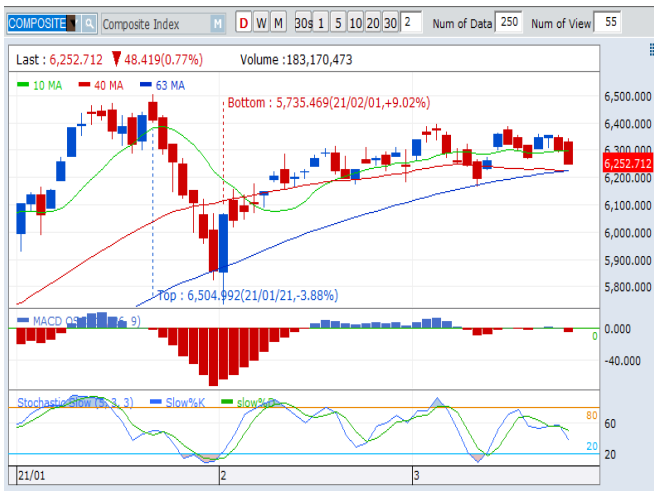 COMPOSITE Composite Index M D W M 30s 1 5 10 20 30 2 Num of Data 250 Num of View 55
Last : 6,252.712 ▼ 48.419(0.77%) Volume :183,170,473
10 MA 40 MA 63 MA
Bottom : 5,735.469(21/02/01,+9.02%)
6,500.000
6,400.000
6,300.000
6,252.712
6,200.000
6,100.000
6,000.000
5,900.000
5,800.000
Top : 6,504.992(21/01/21,-3.88%)
MACD 9)
0.000
0
-40.000
Stochastic Slow (5, 3, 3) Slow%K slow%
80
60
20
20
21/01 2 3